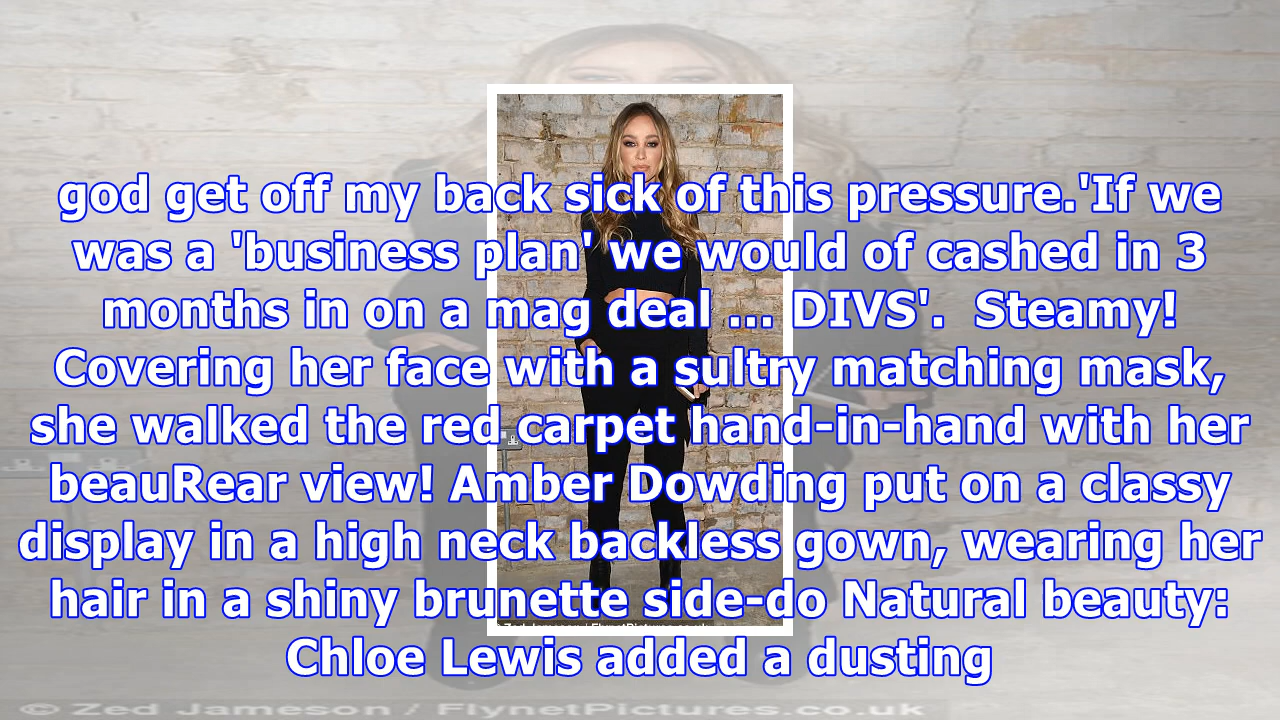 god get off my back sick of this pressure.'If we
was a 'business plan' we would of cashed in 3
months in on a mag deal ... DIVS'.  Steamy!
Covering her face with a sultry matching mask,
she walked the red carpet hand-in-hand with her
beauRear view! Amber Dowding put on a classy
display in a high neck backless gown, wearing her
hair in a shiny brunette side-do Natural beauty:
Chloe Lewis added a dusting
© Zed Jameson / FlynetPictures.co.uk